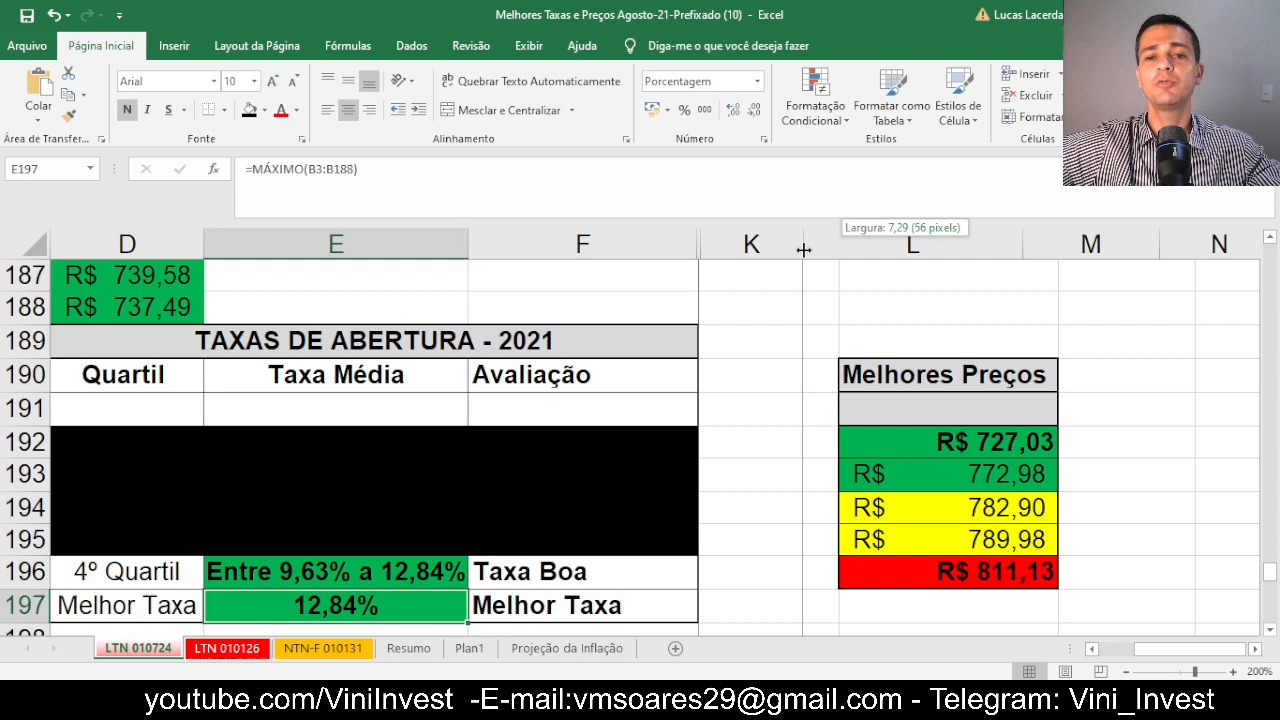 Melhores Taxas e Preços Agosto-21-Prefixado (10) - Excel
Lucas Lacerda
Arquivo Página Inicial Inserir Layout da Página Fórmulas Dados Revisão Exibir Ajuda Diga-me o que você deseja fazer
Colar
Área de Transfer...
Arial 10
N I S
Fonte
Quebrar Texto Automaticamente
Mesclar e Centralizar
Alinhamento
Porcentagem
% 000
Número
Formatação Condicional
Formatar como Tabela
Estilos de Célula
Estilos
Inserir
Excluir
Formatar
Células
E197 fx =MÁXIMO(B3:B188)
Largura: 7,29 (56 pixels)
D E F K L M N
187 R$ 739,58
188 R$ 737,49
189 TAXAS DE ABERTURA - 2021
190 Quartil Taxa Média Avaliação Melhores Preços
191
192 R$ 727,03
193 R$ 772,98
194 R$ 782,90
195 R$ 789,98
196 4º Quartil Entre 9,63% a 12,84% Taxa Boa R$ 811,13
197 Melhor Taxa 12,84% Melhor Taxa
198
LTN 010724 LTN 010126 NTN-F 010131 Resumo Plan1 Projeção da Inflação
200%
youtube.com/ViniInvest -E-mail:vmsoares29@gmail.com - Telegram: Vini_Invest